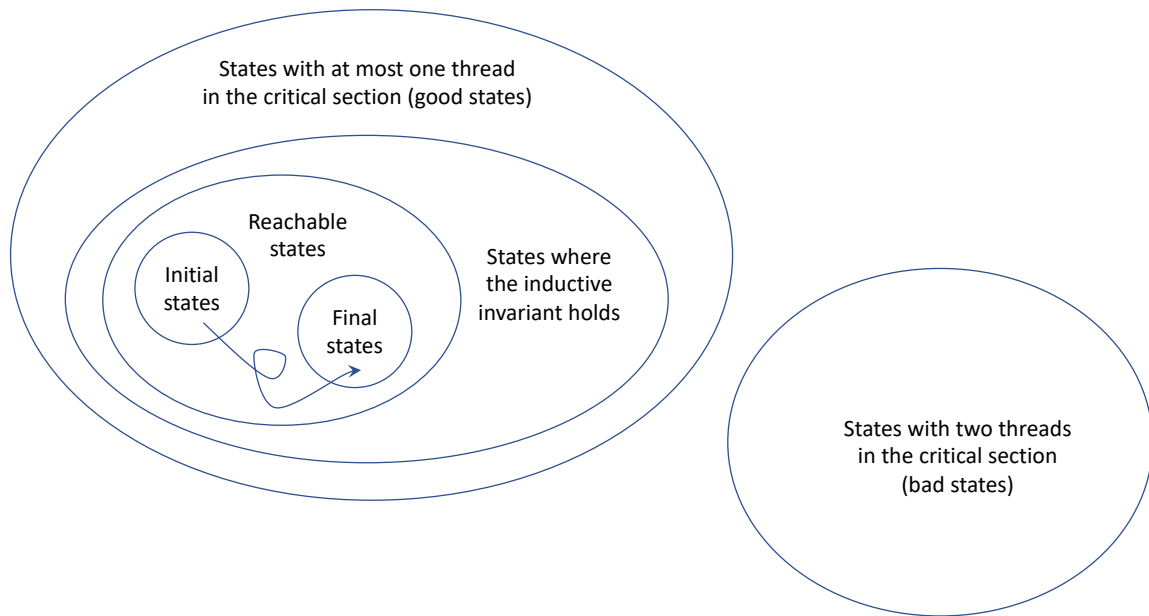 States with at most one thread
in the critical section (good states)
Reachable
states
Initial
states
Final
states
States where
the inductive
invariant holds
States with two threads
in the critical section
(bad states)